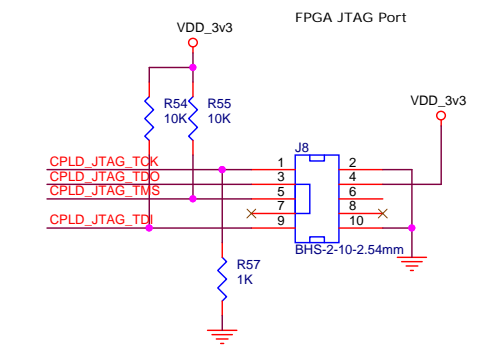 FPGA JTAG Port
VDD_3v3
VDD_3v3
R54 R55
10K 10K
J8
CPLD_JTAG_TCK 1 2
CPLD_JTAG_TDO 3 4
CPLD_JTAG_TMS 5 6
7 8
CPLD_JTAG_TDI 9 10
BHS-2-10-2.54mm
R57
1K